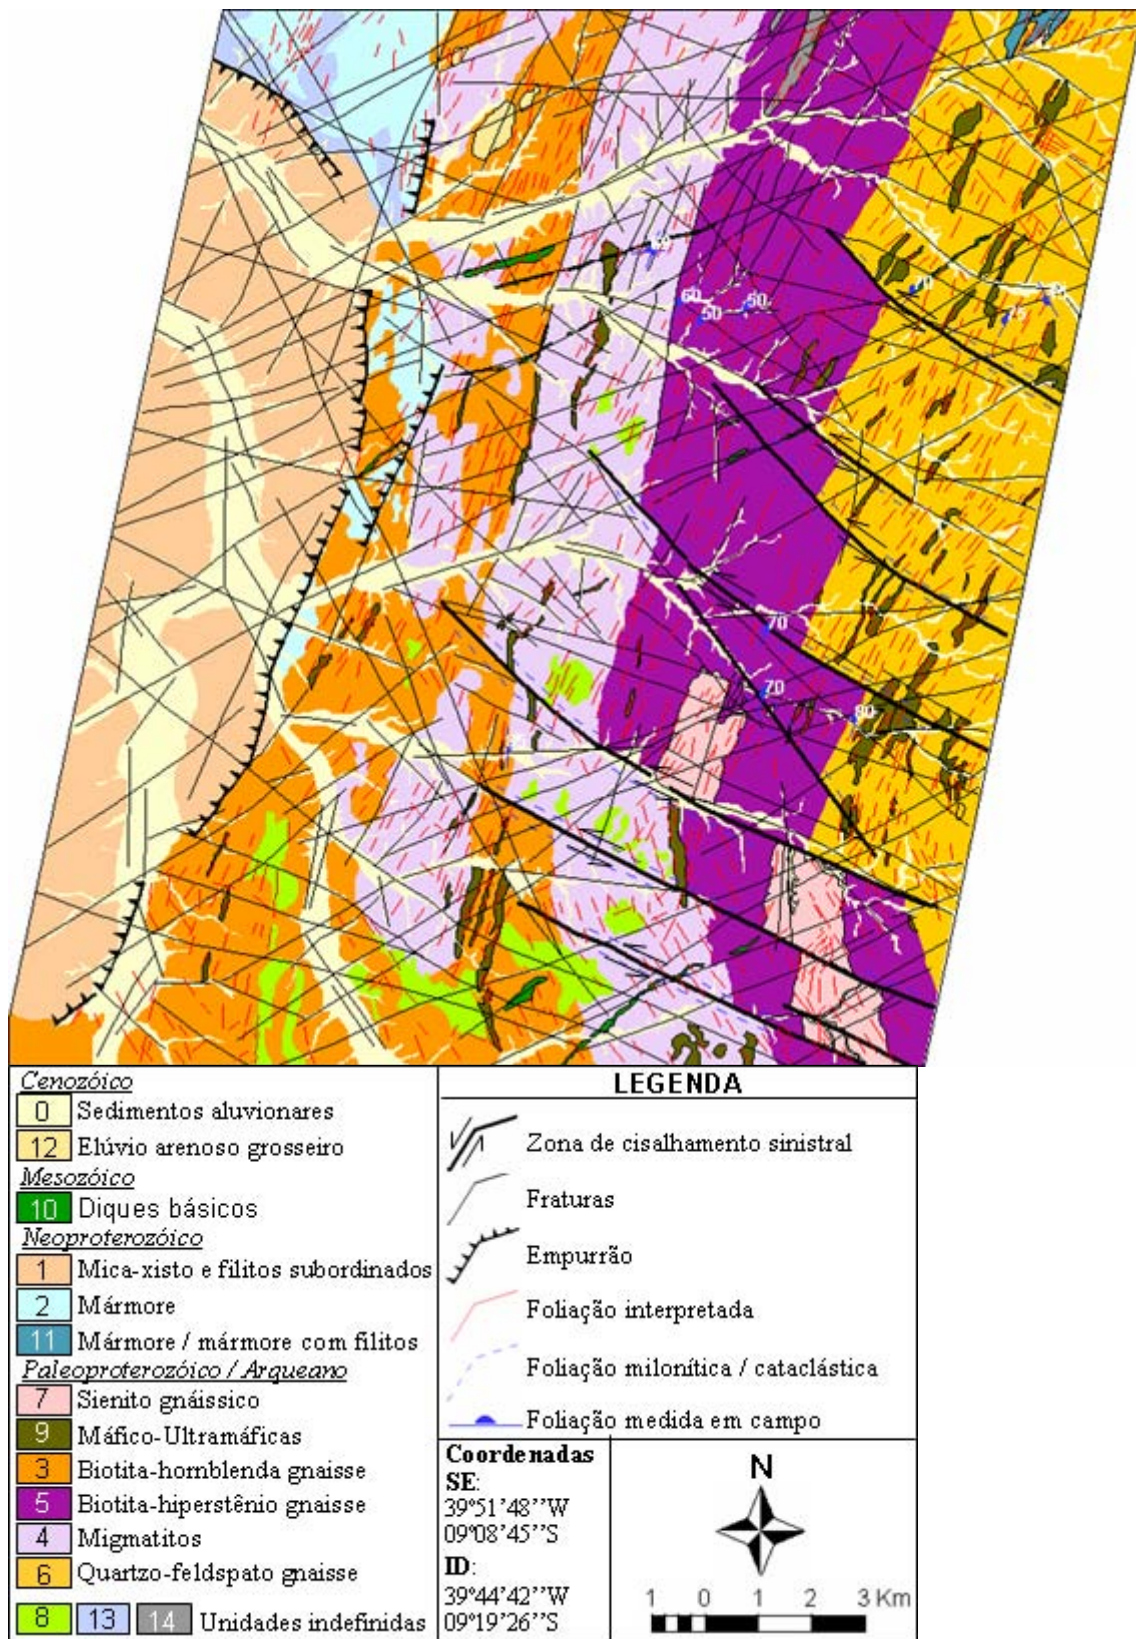 60
50
50
70
75
70
70
80
Cenozóico
0 Sedimentos aluvionares
12 Elúvio arenoso grosseiro
Mesozóico
10 Diques básicos
Neoproterozóico
1 Mica-xisto e filitos subordinados
2 Mármore
11 Mármore / mármore com filitos
Paleoproterozóico / Arqueano
7 Sienito gnáissico
9 Máfico-Ultramáficas
3 Biotita-hornblenda gnaisse
5 Biotita-hiperstênio gnaisse
4 Migmatitos
6 Quartzo-feldspato gnaisse
8 13 14 Unidades indefinidas
LEGENDA
Zona de cisalhamento sinistral
Fraturas
Empurrão
Foliação interpretada
Foliação milonítica / cataclástica
Foliação medida em campo
Coordenadas
SE:
39°51'48''W
09°08'45''S
ID:
39°44'42''W
09°19'26''S
N
1 0 1 2 3 Km